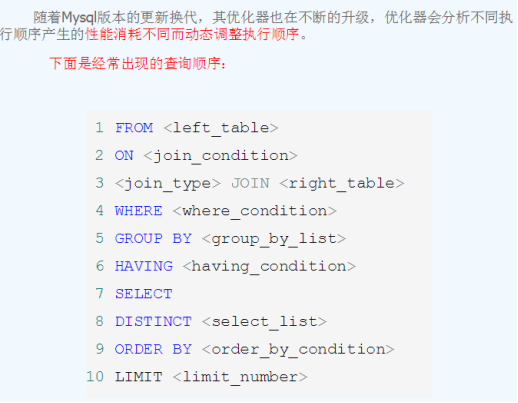 随着Mysql版本的更新换代，其优化器也在不断的升级，优化器会分析不同执
行顺序产生的性能消耗不同而动态调整执行顺序。
下面是经常出现的查询顺序：
1 FROM <left_table>
2 ON <join_condition>
3 <join_type> JOIN <right_table>
4 WHERE <where_condition>
5 GROUP BY <group_by_list>
6 HAVING <having_condition>
7 SELECT
8 DISTINCT <select_list>
9 ORDER BY <order_by_condition>
10 LIMIT <limit_number>